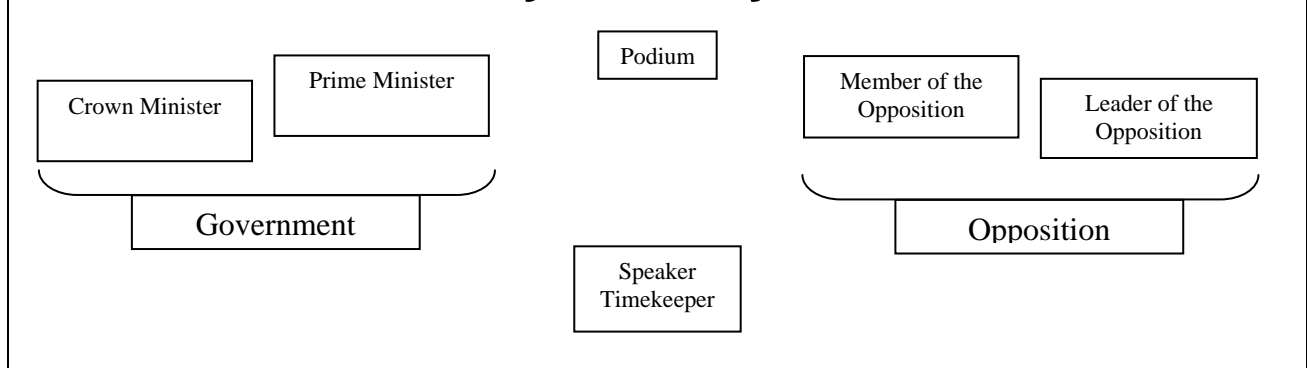 Podium
Prime Minister
Crown Minister
Member of the
Opposition
Leader of the
Opposition
Government
Opposition
Speaker
Timekeeper